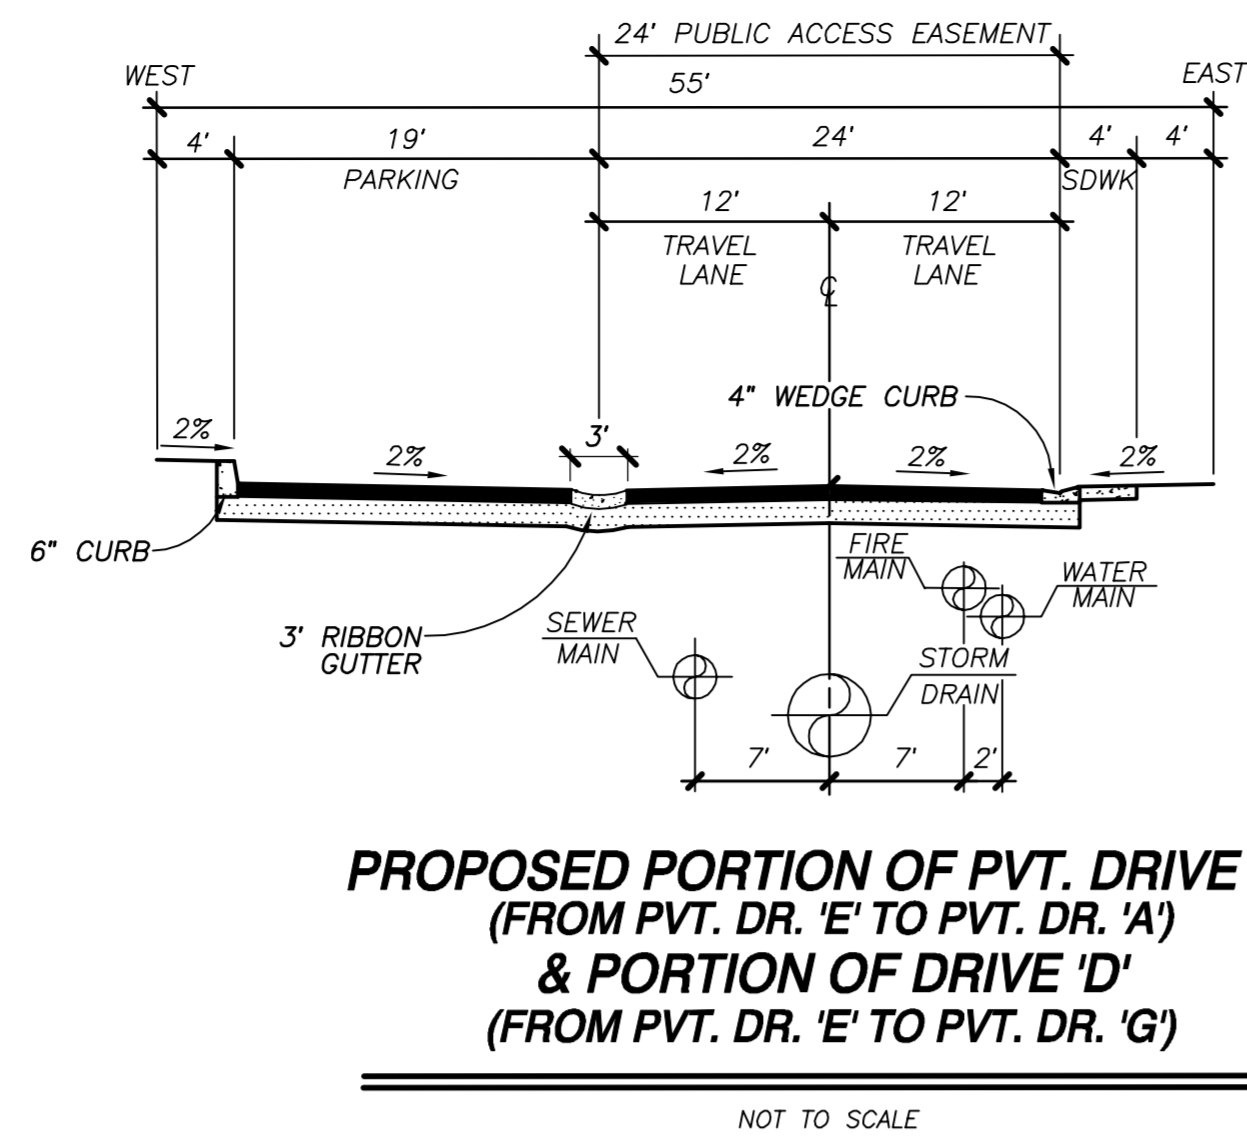 24' PUBLIC ACCESS EASEMENT
WEST
55'
EAST
4'
19'
24'
4'
4'
PARKING
SDWK
12'
12'
TRAVEL
LANE
TRAVEL
LANE
℄
4" WEDGE CURB
2%
2%
3'
2%
2%
2%
6" CURB
FIRE
MAIN
WATER
MAIN
3' RIBBON
GUTTER
SEWER
MAIN
STORM
DRAIN
7'
7'
2'
PROPOSED PORTION OF PVT. DRIVE
(FROM PVT. DR. 'E' TO PVT. DR. 'A')
& PORTION OF DRIVE 'D'
(FROM PVT. DR. 'E' TO PVT. DR. 'G')
NOT TO SCALE